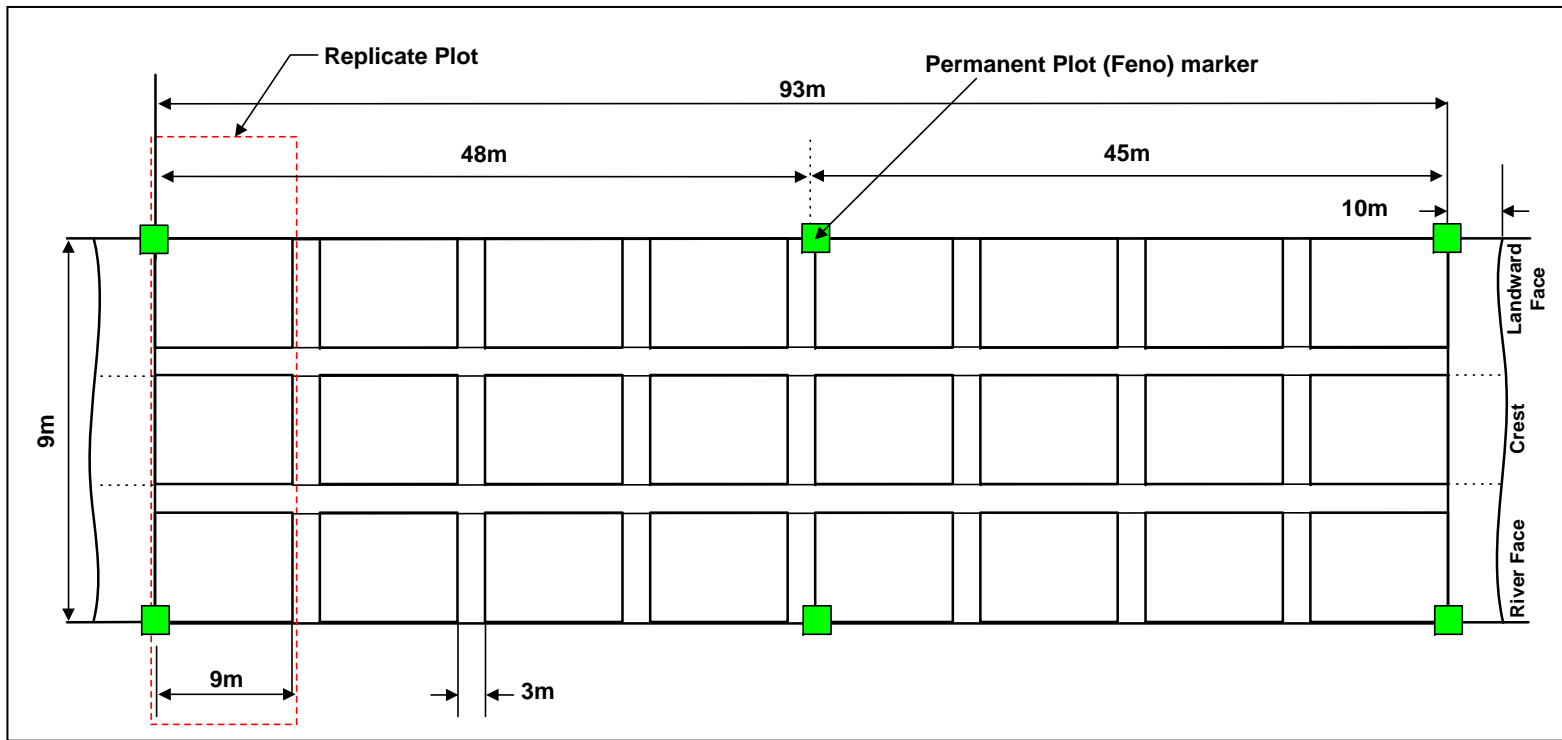 Replicate Plot
Permanent Plot (Feno) marker
93m
48m
45m
10m
Landward
Face
9m
Crest
River Face
9m
3m